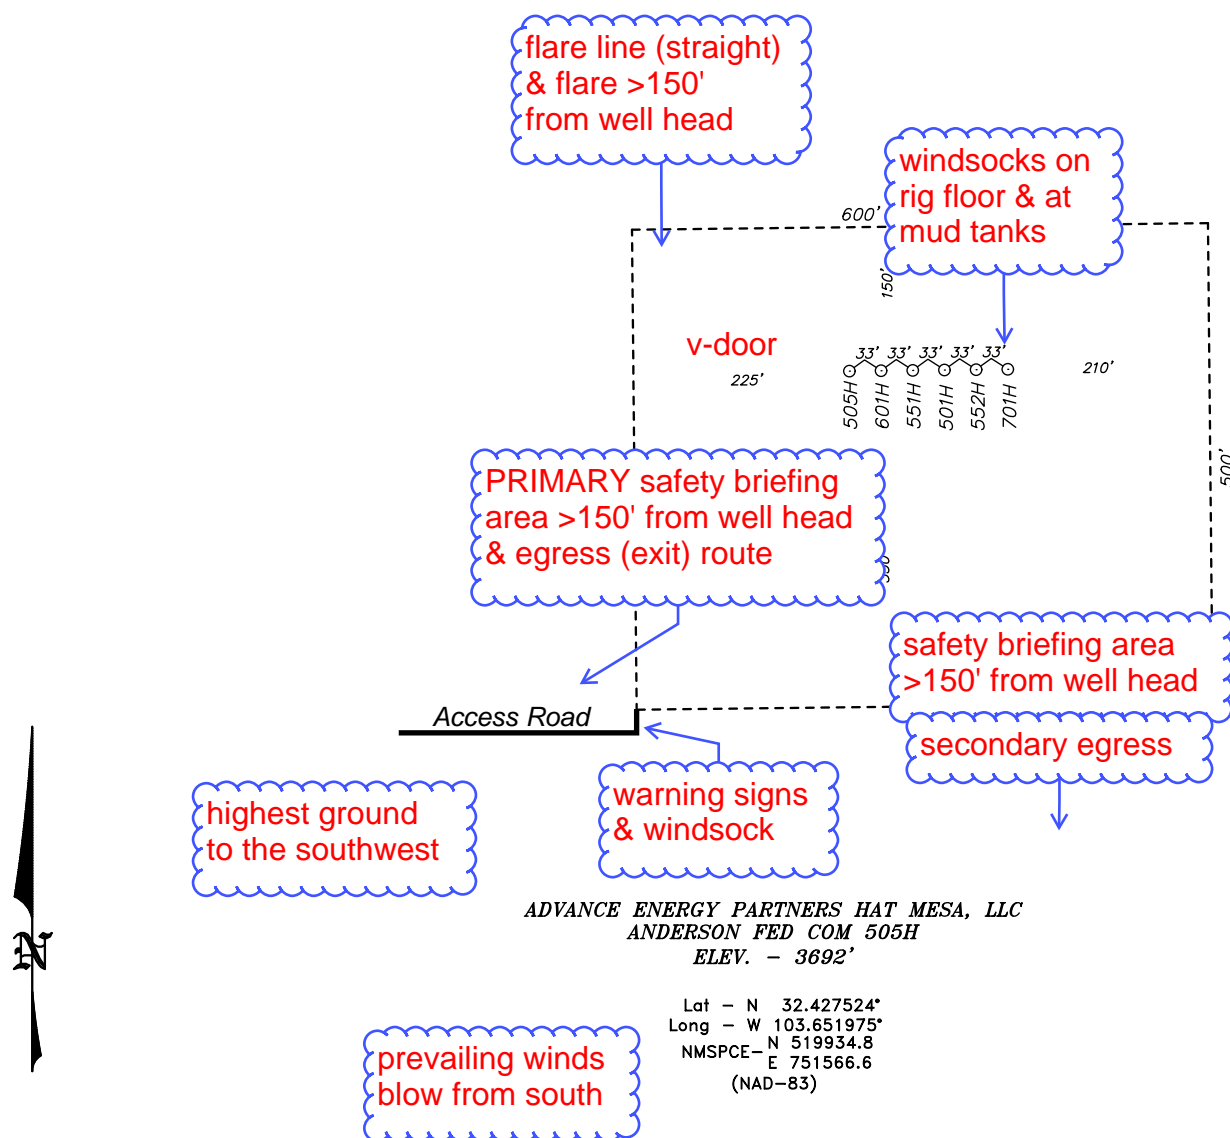 flare line (straight)
& flare >150'
from well head
windsocks on
rig floor & at
mud tanks
600'
150'
v-door
225'
33' 33' 33' 33' 33'
210'
505H
601H
551H
501H
552H
701H
500'
PRIMARY safety briefing
area >150' from well head
& egress (exit) route
safety briefing area
>150' from well head
secondary egress
Access Road
warning signs
& windsock
highest ground
to the southwest
N
ADVANCE ENERGY PARTNERS HAT MESA, LLC
ANDERSON FED COM 505H
ELEV. - 3692'
Lat - N 32.427524°
Long - W 103.651975°
NMSPCE- N 519934.8
E 751566.6
(NAD-83)
prevailing winds
blow from south